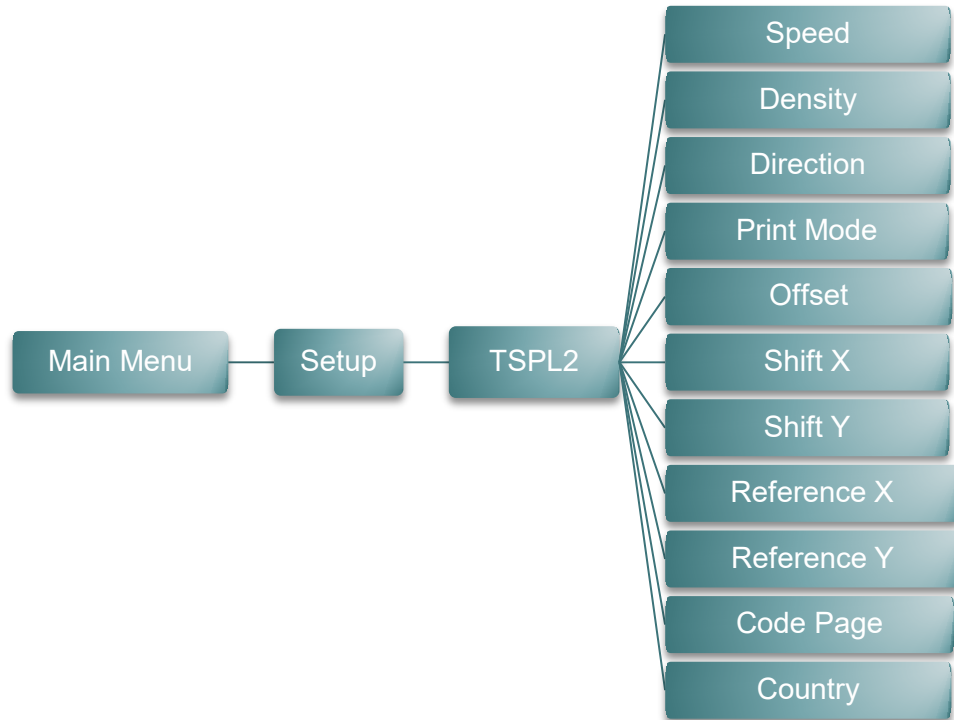 Main Menu
Setup
TSPL2
Speed
Density
Direction
Print Mode
Offset
Shift X
Shift Y
Reference X
Reference Y
Code Page
Country